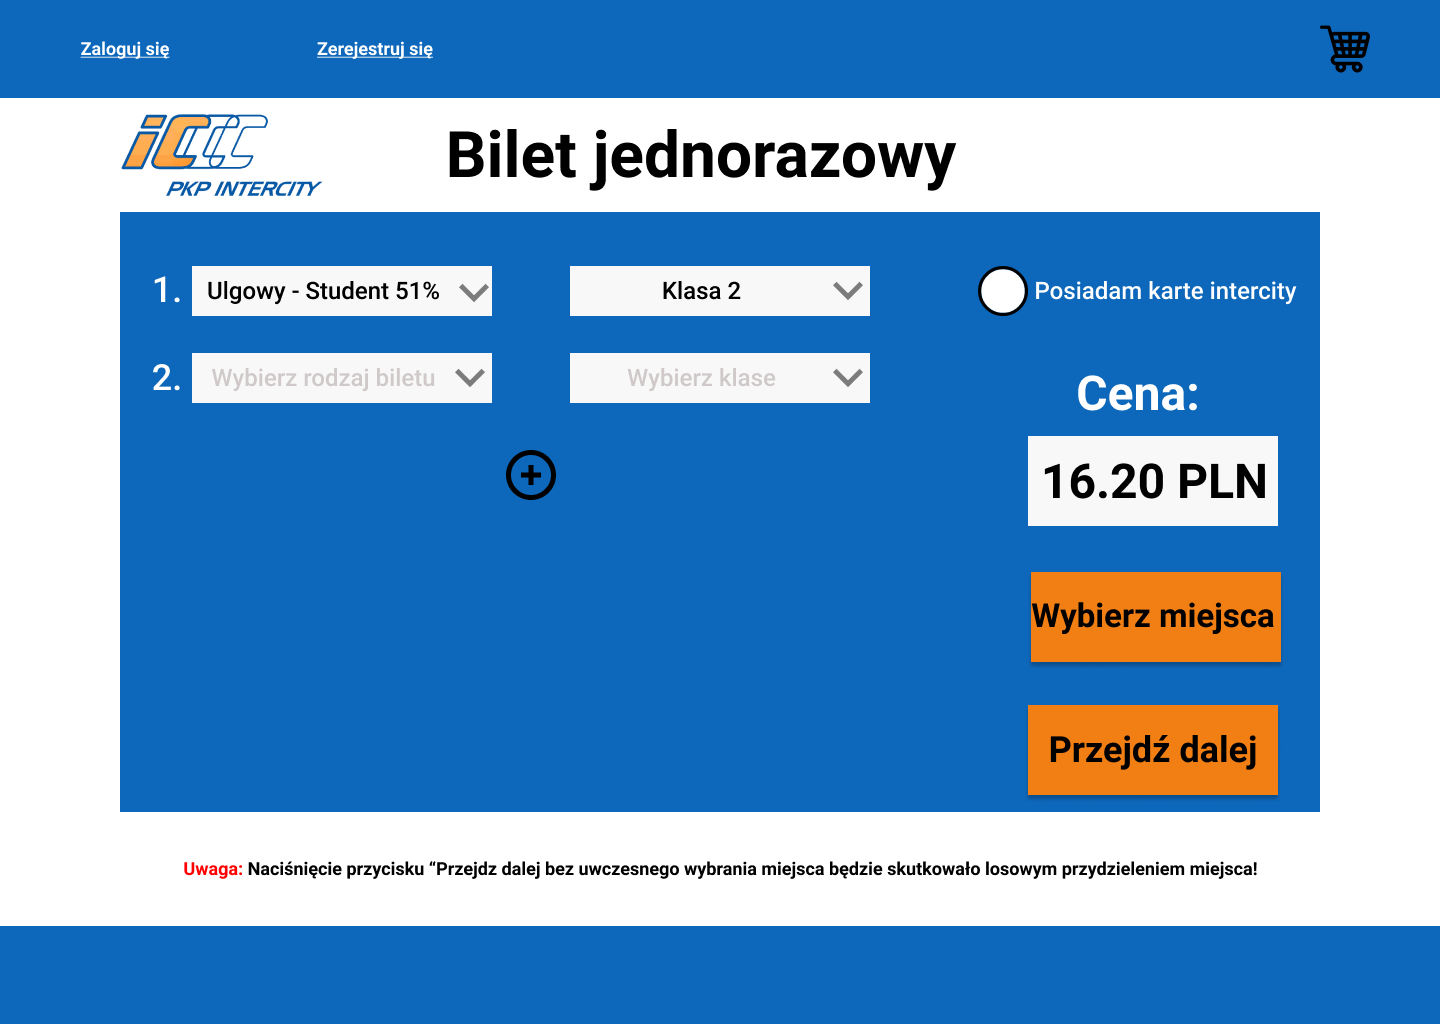 Zaloguj się
Zerejestruj się
iC
PKP INTERCITY
Bilet jednorazowy
1. Ulgowy - Student 51%
Klasa 2
Posiadam karte intercity
2. Wybierz rodzaj biletu
Wybierz klase
Cena:
16.20 PLN
Wybierz miejsca
Przejdź dalej
Uwaga: Naciśnięcie przycisku “Przejdz dalej bez uwczesnego wybrania miejsca będzie skutkowało losowym przydzieleniem miejsca!